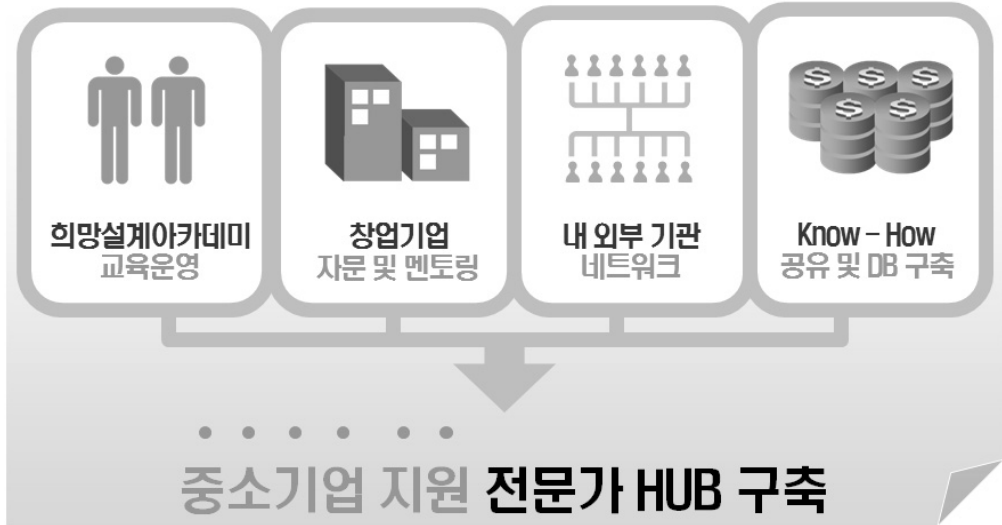 희망설계아카데미
교육운영
창업기업
자문 및 멘토링
내 외부 기관
네트워크
Know - How
공유 및 DB 구축
중소기업 지원 전문가 HUB 구축